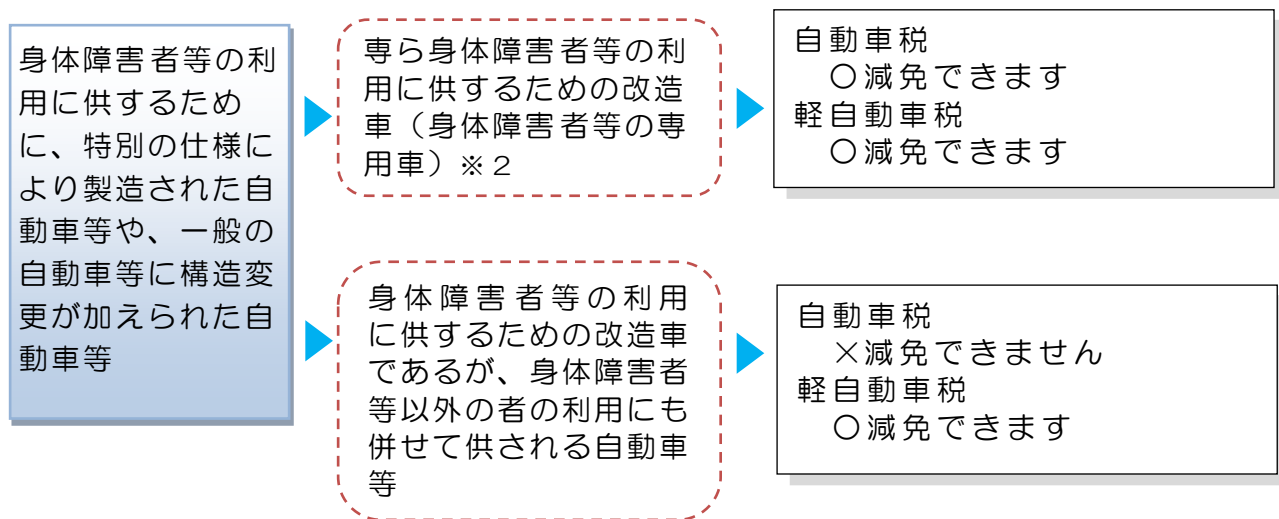 身体障害者等の利
用に供するため
に、特別の仕様に
より製造された自
動車等や、一般の
自動車等に構造変
更が加えられた自
動車等
専ら身体障害者等の利
用に供するための改造
車（身体障害者等の専
用車）※２
自動車税
○減免できます
軽自動車税
○減免できます
身体障害者等の利用
に供するための改造車
であるが、身体障害者
等以外の者の利用にも
併せて供される自動車
等
自動車税
×減免できません
軽自動車税
○減免できます